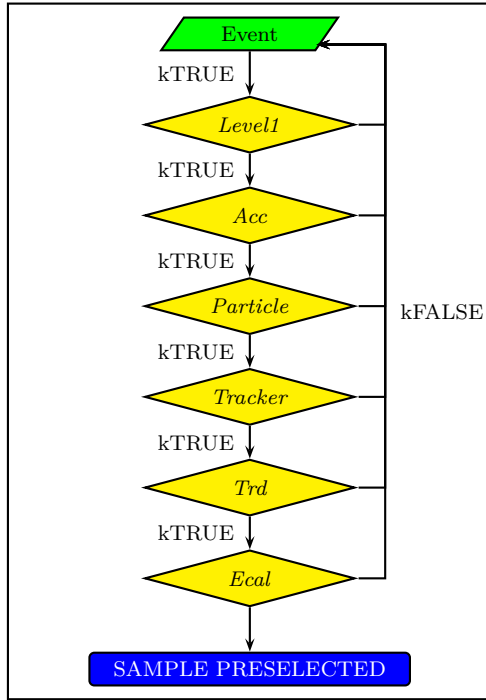 Event
kTRUE
Level1
kTRUE
Acc
kTRUE
Particle
kFALSE
kTRUE
Tracker
kTRUE
Trd
kTRUE
Ecal
SAMPLE PRESELECTED